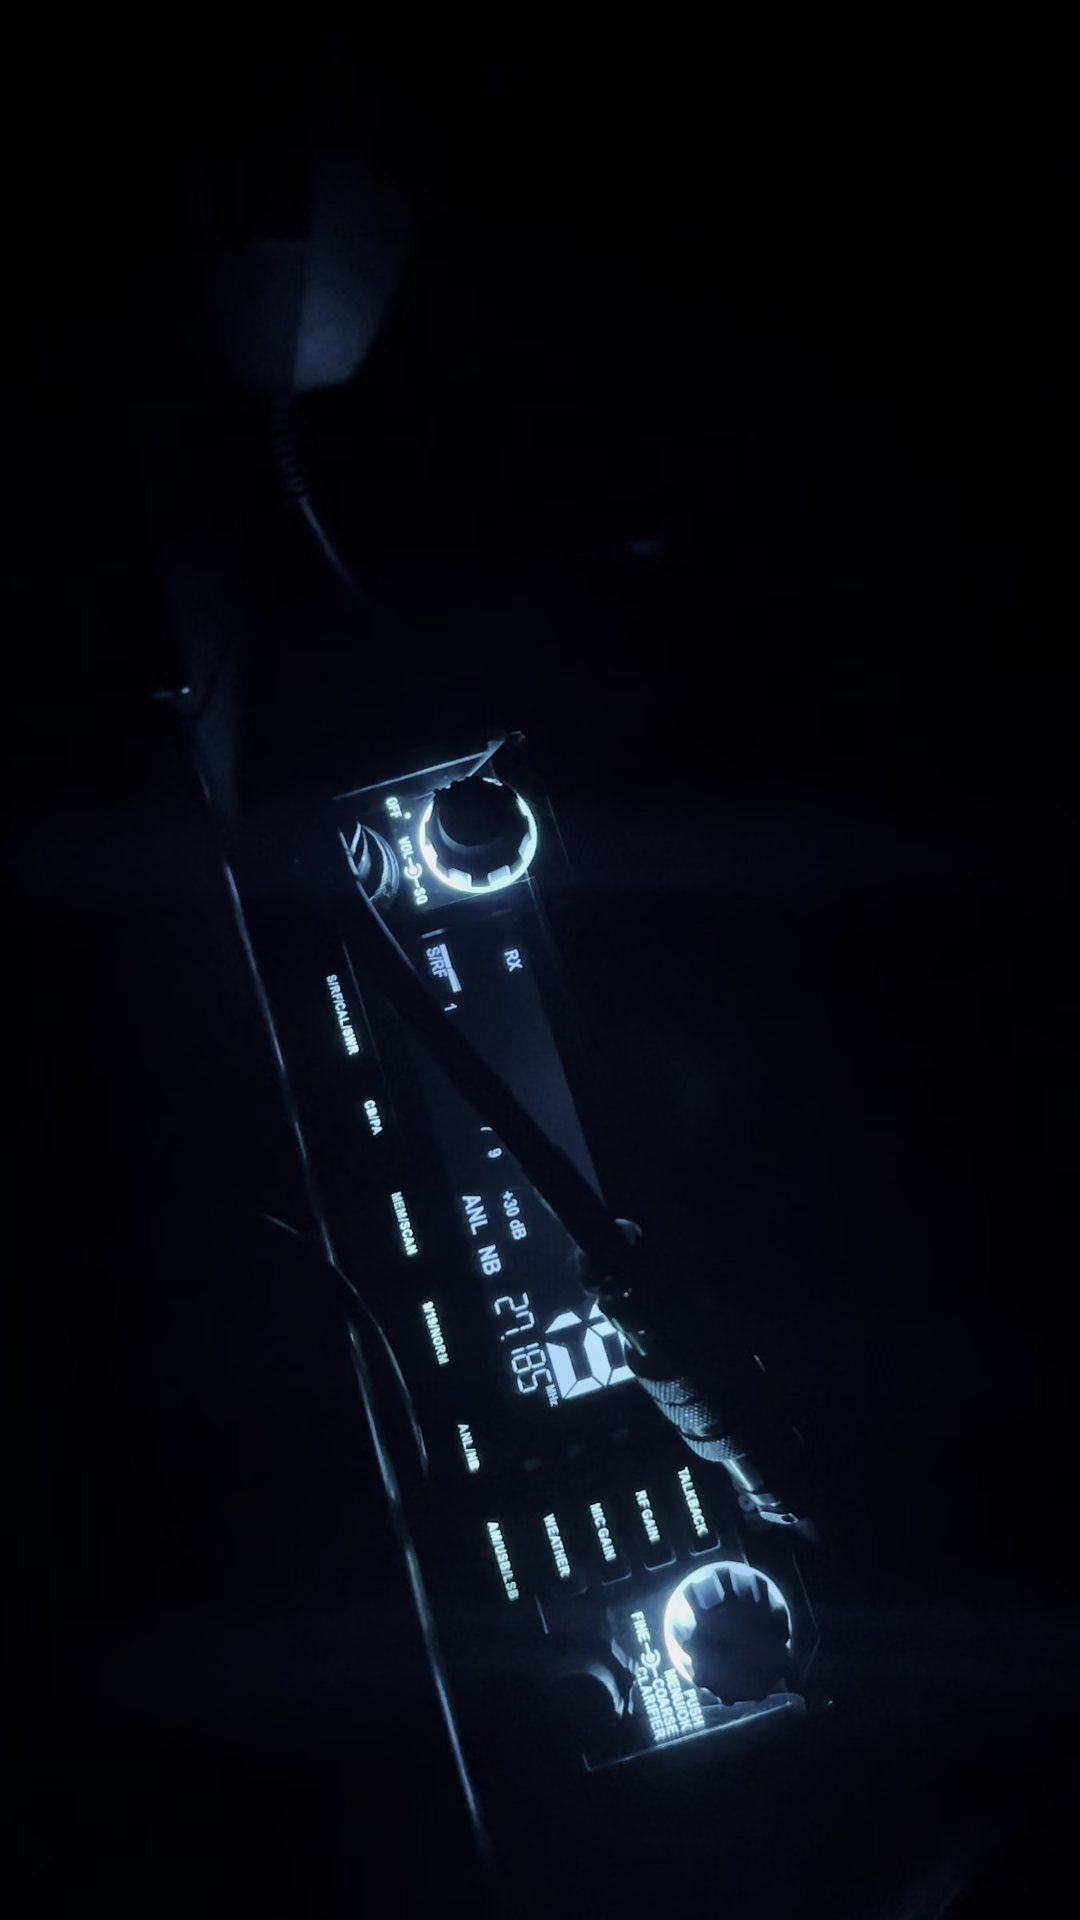 OFF
VOL SQ
RX
S/RF
1
9
+30 dB
ANL NB
27.185 MHz
S/RF/CAL/SWR
CB/PA
MEM/SCAN
9/19/NORM
ANL/NB
AM/USB/LSB
WEATHER
MIC GAIN
RF GAIN
TALKBACK
PUSH
MENU/OK
FINE COARSE
CLARIFIER